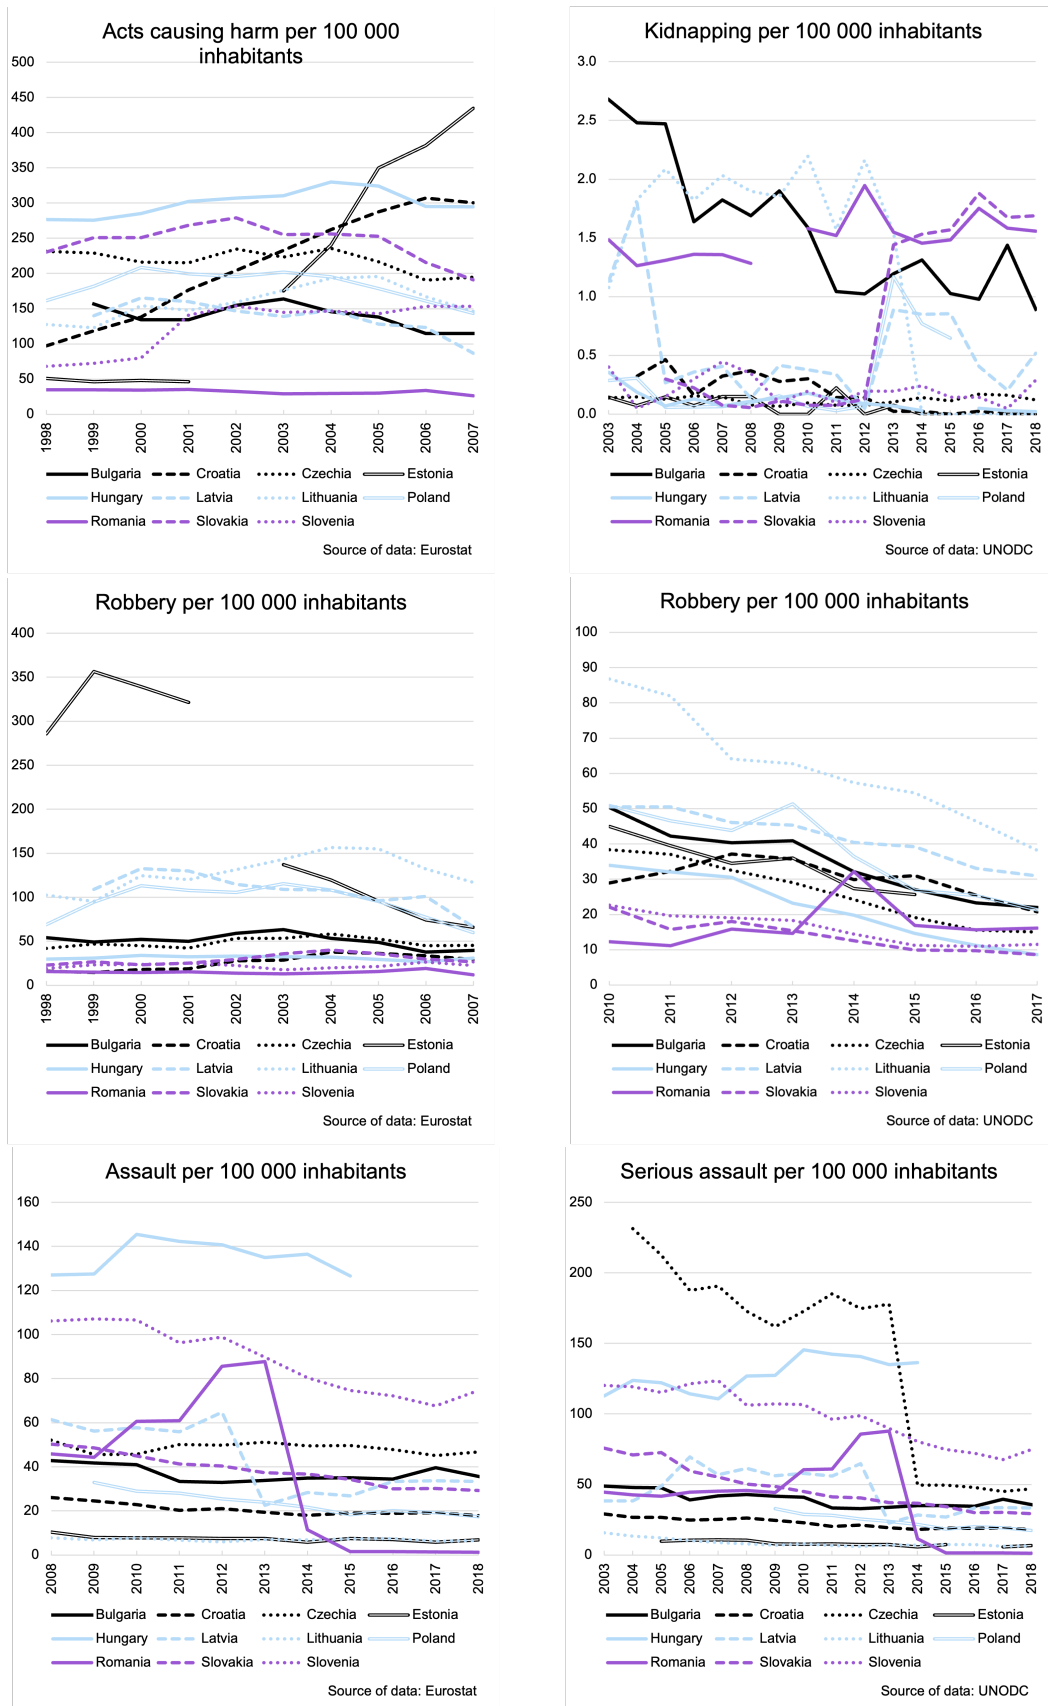 Acts causing harm per 100 000
inhabitants
500
450
400
350
300
250
200
150
100
50
0
1998 1999 2000 2001 2002 2003 2004 2005 2006 2007
Bulgaria Croatia Czechia Estonia
Hungary Latvia Lithuania Poland
Romania Slovakia Slovenia
Source of data: Eurostat
Kidnapping per 100 000 inhabitants
3.0
2.5
2.0
1.5
1.0
0.5
0.0
2003 2004 2005 2006 2007 2008 2009 2010 2011 2012 2013 2014 2015 2016 2017 2018
Bulgaria Croatia Czechia Estonia
Hungary Latvia Lithuania Poland
Romania Slovakia Slovenia
Source of data: UNODC
Robbery per 100 000 inhabitants
400
350
300
250
200
150
100
50
0
1998 1999 2000 2001 2002 2003 2004 2005 2006 2007
Bulgaria Croatia Czechia Estonia
Hungary Latvia Lithuania Poland
Romania Slovakia Slovenia
Source of data: Eurostat
Robbery per 100 000 inhabitants
100
90
80
70
60
50
40
30
20
10
0
2010 2011 2012 2013 2014 2015 2016 2017
Bulgaria Croatia Czechia Estonia
Hungary Latvia Lithuania Poland
Romania Slovakia Slovenia
Source of data: UNODC
Assault per 100 000 inhabitants
160
140
120
100
80
60
40
20
0
2008 2009 2010 2011 2012 2013 2014 2015 2016 2017 2018
Bulgaria Croatia Czechia Estonia
Hungary Latvia Lithuania Poland
Romania Slovakia Slovenia
Source of data: Eurostat
Serious assault per 100 000 inhabitants
250
200
150
100
50
0
2003 2004 2005 2006 2007 2008 2009 2010 2011 2012 2013 2014 2015 2016 2017 2018
Bulgaria Croatia Czechia Estonia
Hungary Latvia Lithuania Poland
Romania Slovakia Slovenia
Source of data: UNODC